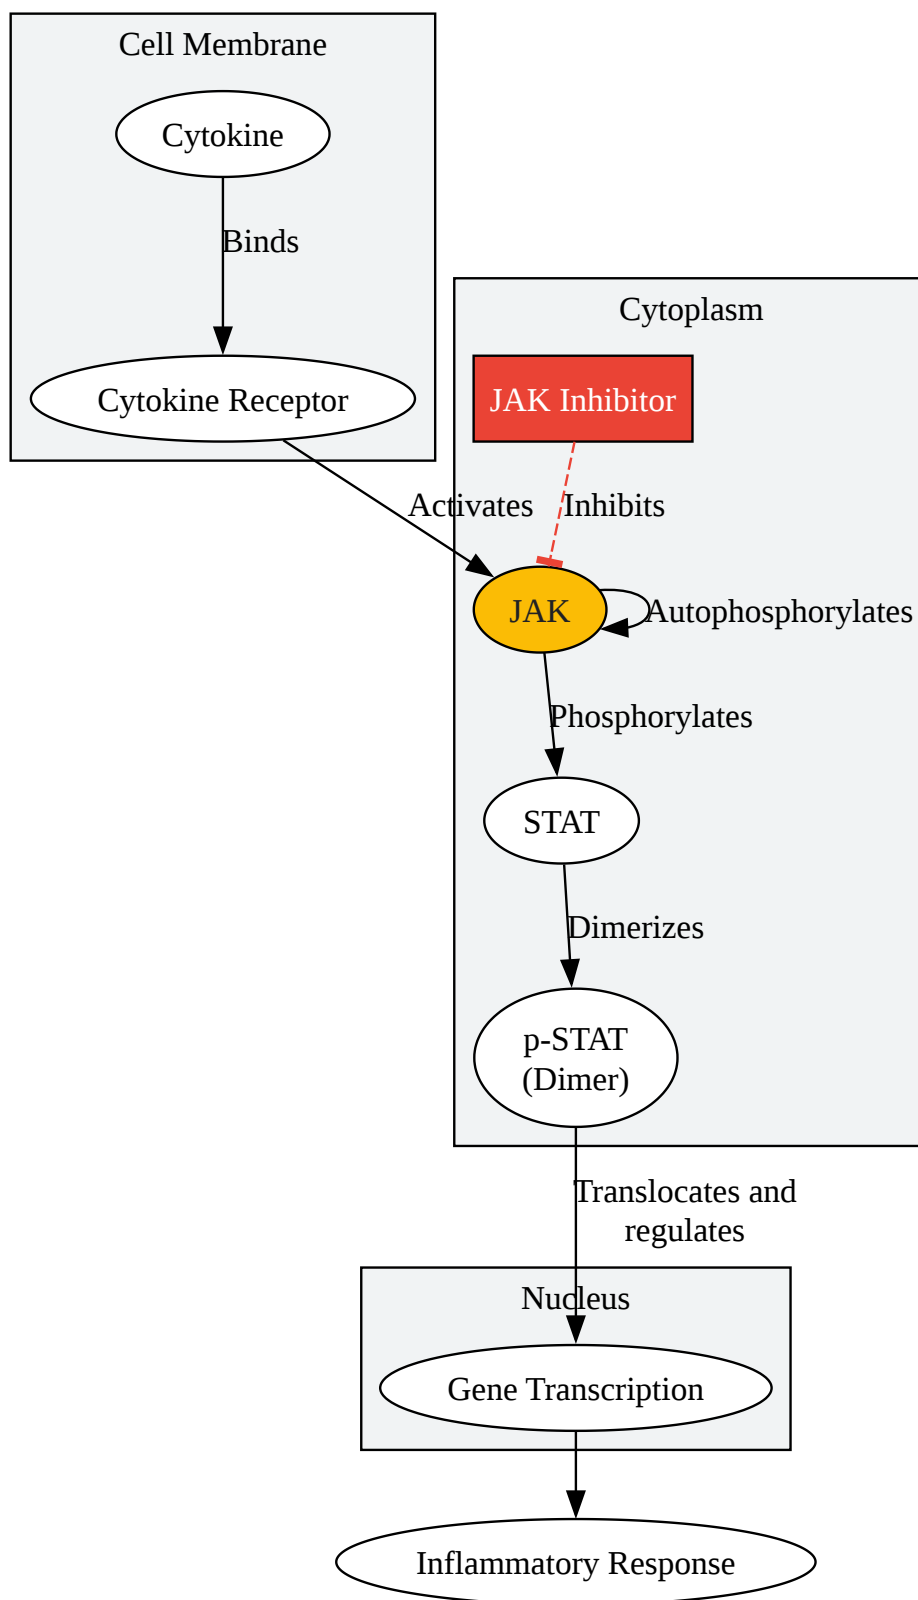 Cell Membrane
Cytokine
Binds
Cytoplasm
JAK Inhibitor
Cytokine Receptor
Activates
Inhibits
JAK
Autophosphorylates
Phosphorylates
STAT
Dimerizes
p-STAT
(Dimer)
Translocates and
regulates
Nucleus
Gene Transcription
Inflammatory Response